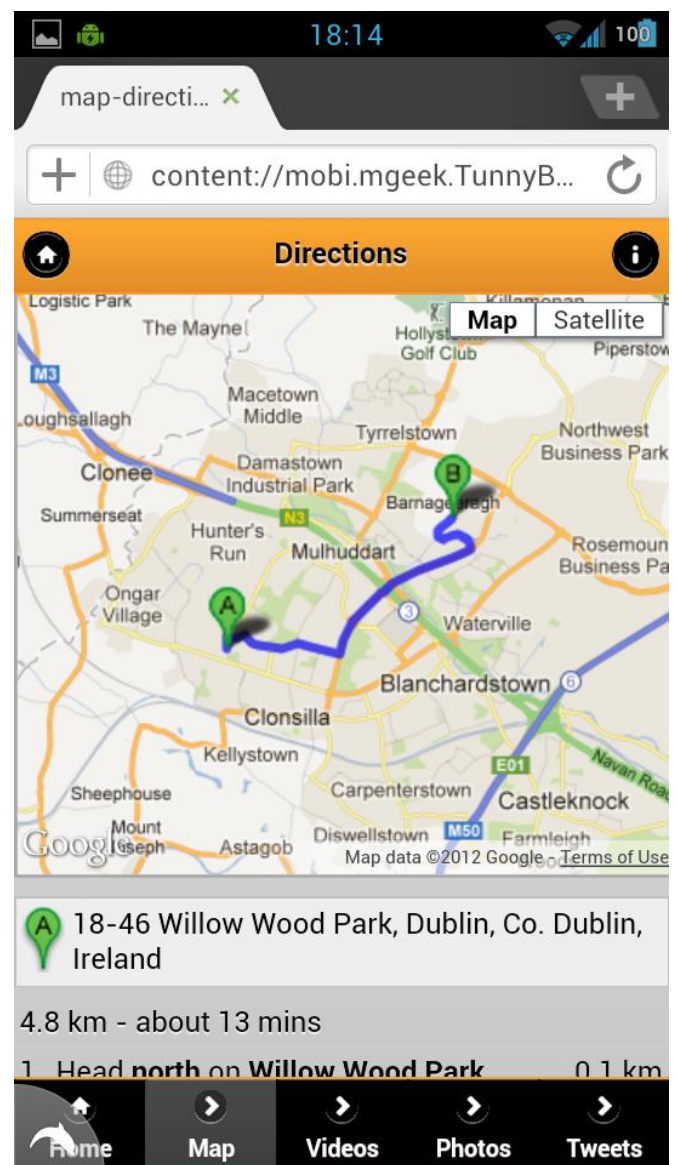 18:14
100
map-directi... ×
content://mobi.mgeek.TunnyB...
Directions
Logistic Park
The Mayne
Hollystown
Golf Club
Killamonan
Map Satellite
Piperstow
M3
Macetown
Middle
oughsallagh
Tyrrelstown
Northwest
Business Park
Clonee
Damastown
Industrial Park
B
Barnageeragh
Summerseat
N3
Hunter's
Run
Mulhuddart
Rosemoun
Business Pa
Ongar
Village
A
3
Waterville
Blanchardstown
6
Clonsilla
Kellystown
E01
Navan Road
Sheephouse
Carpenterstown
Castleknock
Mount
Joseph
Google
Astagob
Diswellstown
M50
Farmleigh
Map data ©2012 Google - Terms of Use
A
18-46 Willow Wood Park, Dublin, Co. Dublin,
Ireland
4.8 km - about 13 mins
1. Head north on Willow Wood Park 0.1 km
Home Map Videos Photos Tweets